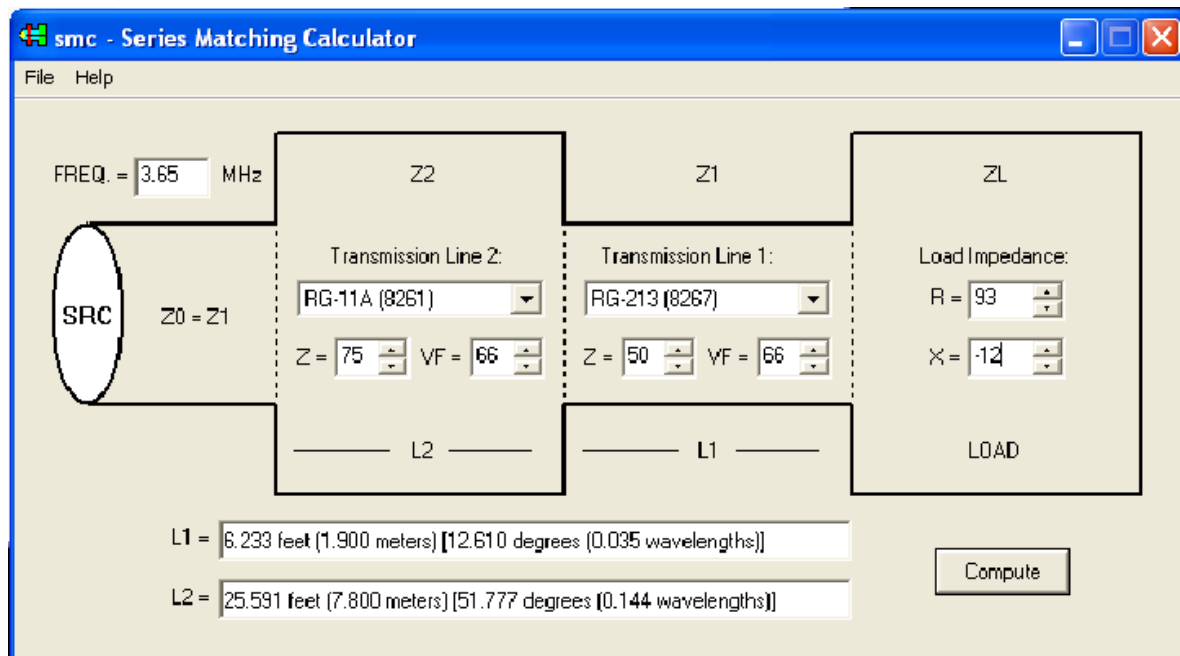 smc - Series Matching Calculator
File Help
FREQ. = 3.65 MHz
Z2
Z1
ZL
Transmission Line 2:
Transmission Line 1:
Load Impedance:
RG-11A (8261)
RG-213 (8267)
R = 93
SRC
Z0 = Z1
Z = 75 VF = 66
Z = 50 VF = 66
X = -12
L2
L1
LOAD
L1 = 6.233 feet (1.900 meters) [12.610 degrees (0.035 wavelengths)]
L2 = 25.591 feet (7.800 meters) [51.777 degrees (0.144 wavelengths)]
Compute